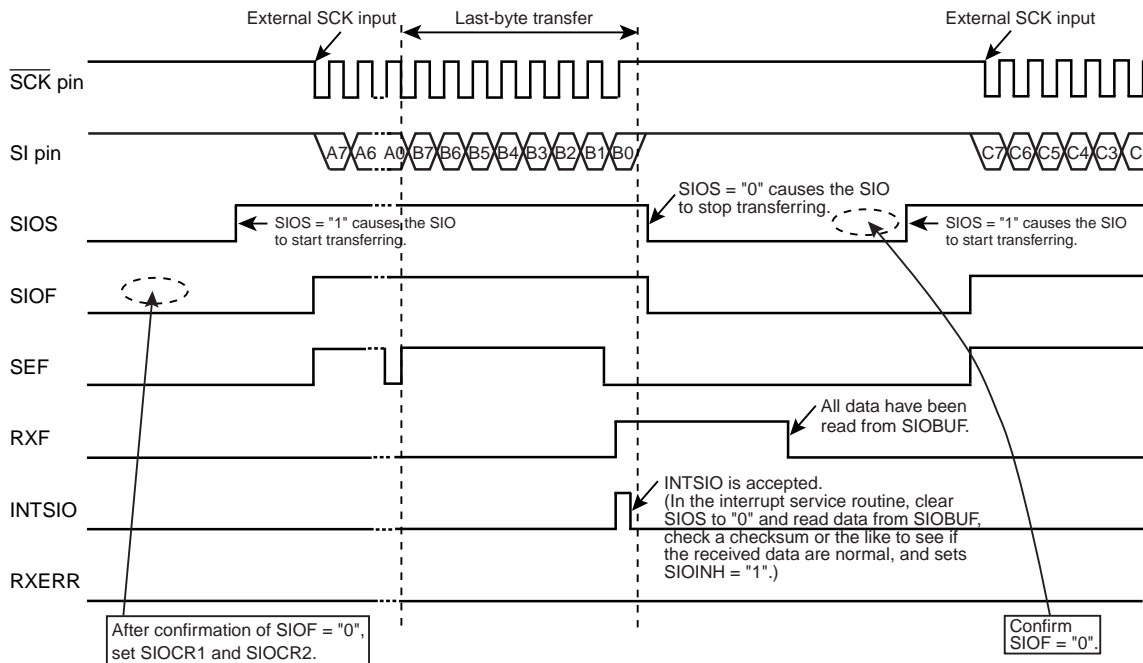 External SCK input
Last-byte transfer
External SCK input
SCK pin
SI pin
A7 A6 A0 B7 B6 B5 B4 B3 B2 B1 B0
C7 C6 C5 C4 C3 C
SIOS
SIOS = "1" causes the SIO
to start transferring.
SIOS = "0" causes the SIO
to stop transferring.
SIOS = "1" causes the SIO
to start transferring.
SIOF
SEF
RXF
All data have been
read from SIOBUF.
INTSIO
INTSIO is accepted.
(In the interrupt service routine, clear
SIOS to "0" and read data from SIOBUF,
check a checksum or the like to see if
the received data are normal, and sets
SIOINH = "1".)
RXERR
After confirmation of SIOF = "0",
set SIOCR1 and SIOCR2.
Confirm
SIOF = "0".